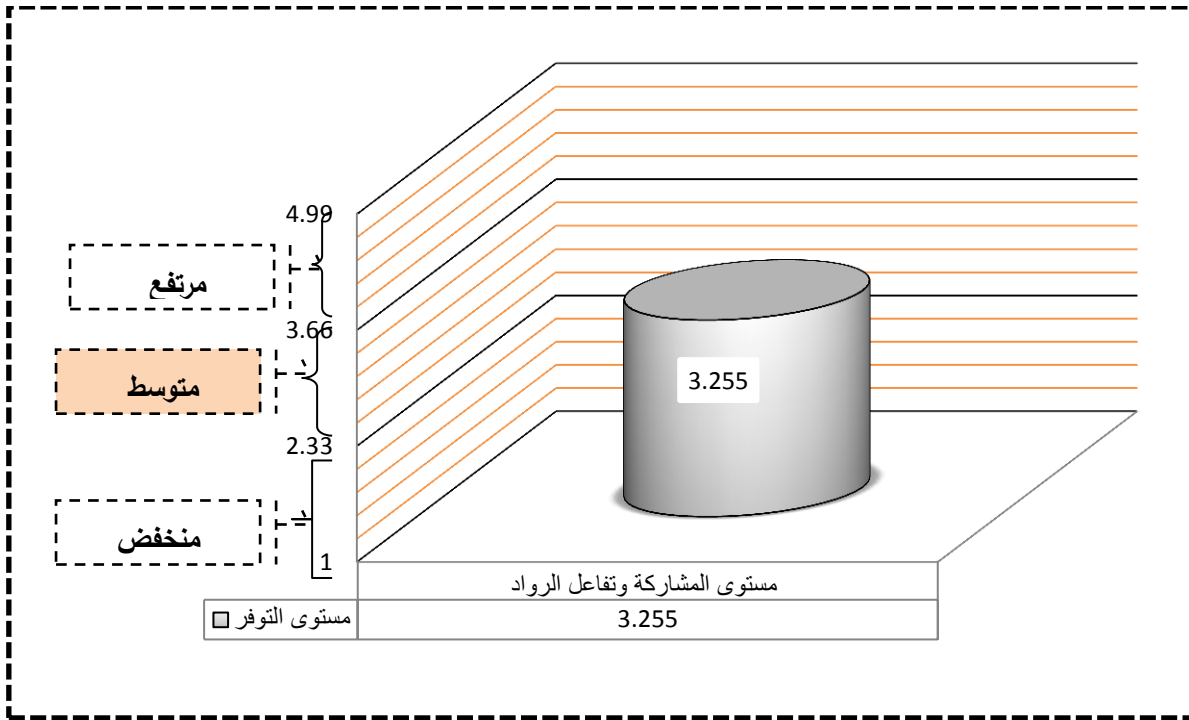 4.99
مرتفع
3.66
متوسط
3.255
2.33
منخفض
1
مستوى المشاركة وتفاعل الرواد
مستوى التوفر
3.255